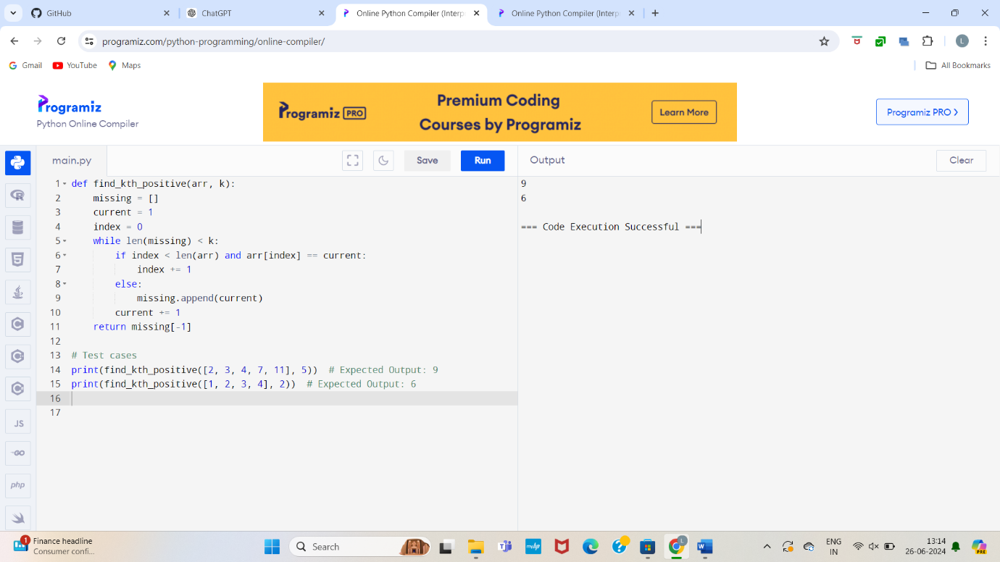 GitHub
ChatGPT
Online Python Compiler (Interp
Online Python Compiler (Interp
programiz.com/python-programming/online-compiler/
L
Gmail
YouTube
Maps
All Bookmarks
Programiz
Python Online Compiler
Programiz PRO
Premium Coding
Courses by Programiz
Learn More
Programiz PRO
main.py
Save
Run
Output
Clear
1 def find_kth_positive(arr, k):
2 missing = []
3 current = 1
4 index = 0
5 while len(missing) < k:
6 if index < len(arr) and arr[index] == current:
7 index += 1
8 else:
9 missing.append(current)
10 current += 1
11 return missing[-1]
12
13 # Test cases
14 print(find_kth_positive([2, 3, 4, 7, 11], 5))  # Expected Output: 9
15 print(find_kth_positive([1, 2, 3, 4], 2))  # Expected Output: 6
16
17
9
6
=== Code Execution Successful ===
JS
GO
php
1
Finance headline
Consumer confi...
Search
ENG
IN
13:14
26-06-2024
PRE